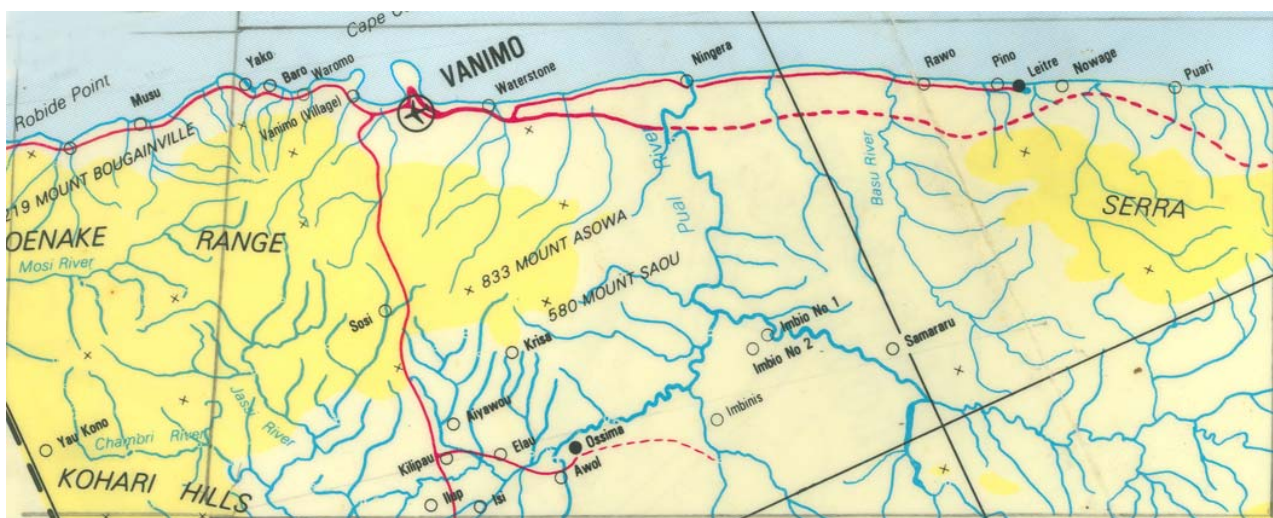 Cape
VANIMO
Robide Point
Musu
Yako
Baro
Waromo
Vanimo (Village)
Waterstone
Ningera
Rawo
Pino
Leitre
Nowage
Puari
219 MOUNT BOUGAINVILLE
OENAKE RANGE
Mosi River
Pual River
Basu River
SERRA
833 MOUNT ASOWA
580 MOUNT SAOU
Sosi
Krisa
Imbio No 1
Imbio No 2
Samararu
Yau Kono
Chambri River
Jassi River
Aiyawou
Imbinis
Kilipau
Elau
Ossima
Awol
KOHARI HILLS
Ilop
Isi